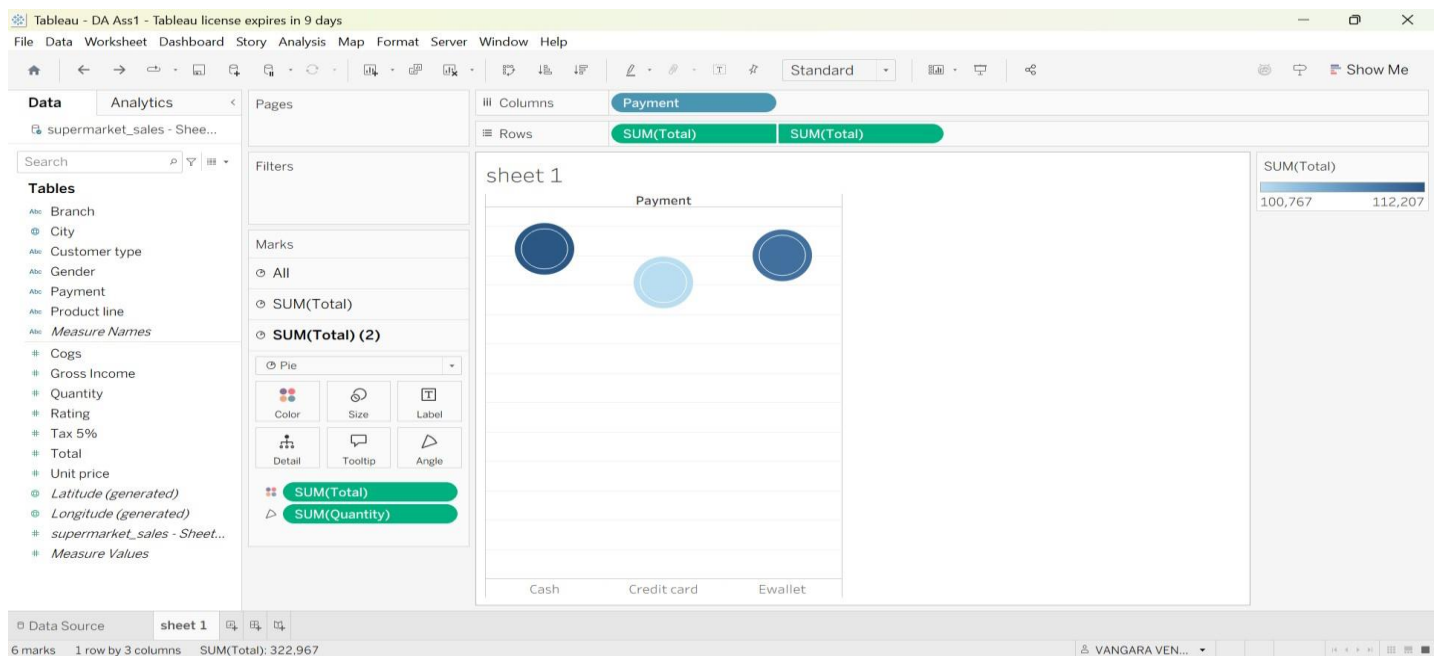 Tableau - DA Ass1 - Tableau license expires in 9 days
File Data Worksheet Dashboard Story Analysis Map Format Server Window Help
Standard
Show Me
Data Analytics
supermarket_sales - Shee...
Search
Tables
Abc Branch
City
Abc Customer type
Abc Gender
Abc Payment
Abc Product line
Abc Measure Names
# Cogs
# Gross Income
# Quantity
# Rating
# Tax 5%
# Total
# Unit price
Latitude (generated)
Longitude (generated)
# supermarket_sales - Sheet...
# Measure Values
Pages
Filters
Marks
All
SUM(Total)
SUM(Total) (2)
Pie
Color Size Label
Detail Tooltip Angle
SUM(Total)
SUM(Quantity)
Columns Payment
Rows SUM(Total) SUM(Total)
sheet 1
Payment
Cash Credit card Ewallet
SUM(Total)
100,767 112,207
Data Source sheet 1
6 marks 1 row by 3 columns SUM(Total): 322,967
VANGARA VEN...